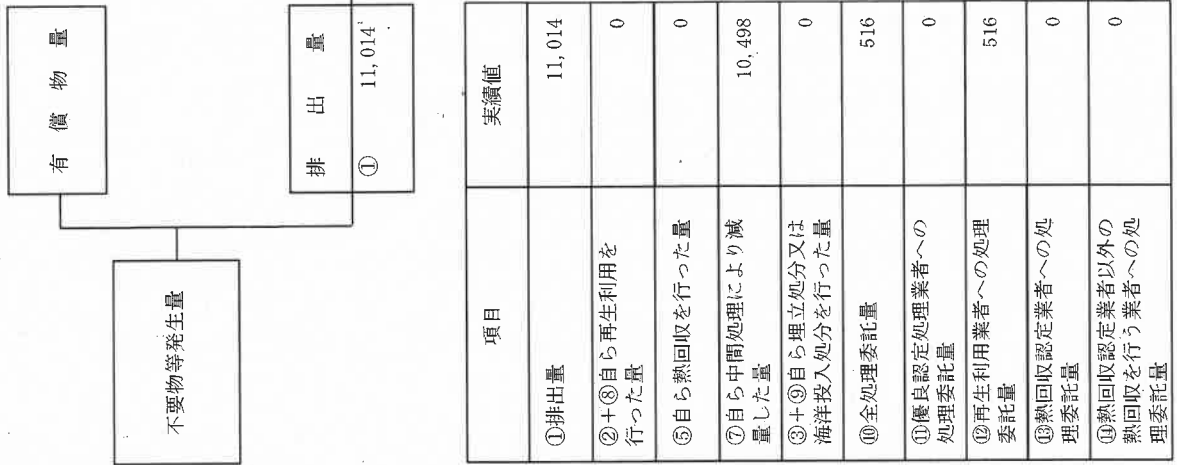 不要物等発生量
有償物量
排出量
① 11,014
項目 実績値
①排出量 11,014
②+⑧自ら再生利用を
行った量 0
⑤自ら熱回収を行った量 0
⑦自ら中間処理により減
量した量 10,498
③+⑨自ら埋立処分又は
海洋投入処分を行った量 0
⑩全処理委託量 516
⑪優良認定処理業者への
処理委託量 0
⑫再生利用業者への処理
委託量 516
⑬熱回収認定業者への処
理委託量 0
⑭熱回収認定業者以外の
熱回収を行う業者への処
理委託量 0